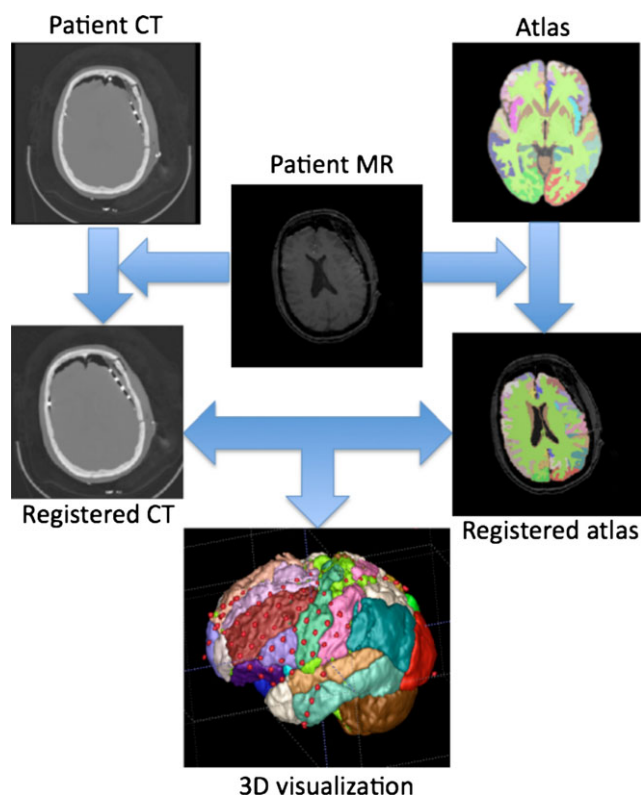 Patient CT
Atlas
Patient MR
Registered CT
Registered atlas
3D visualization